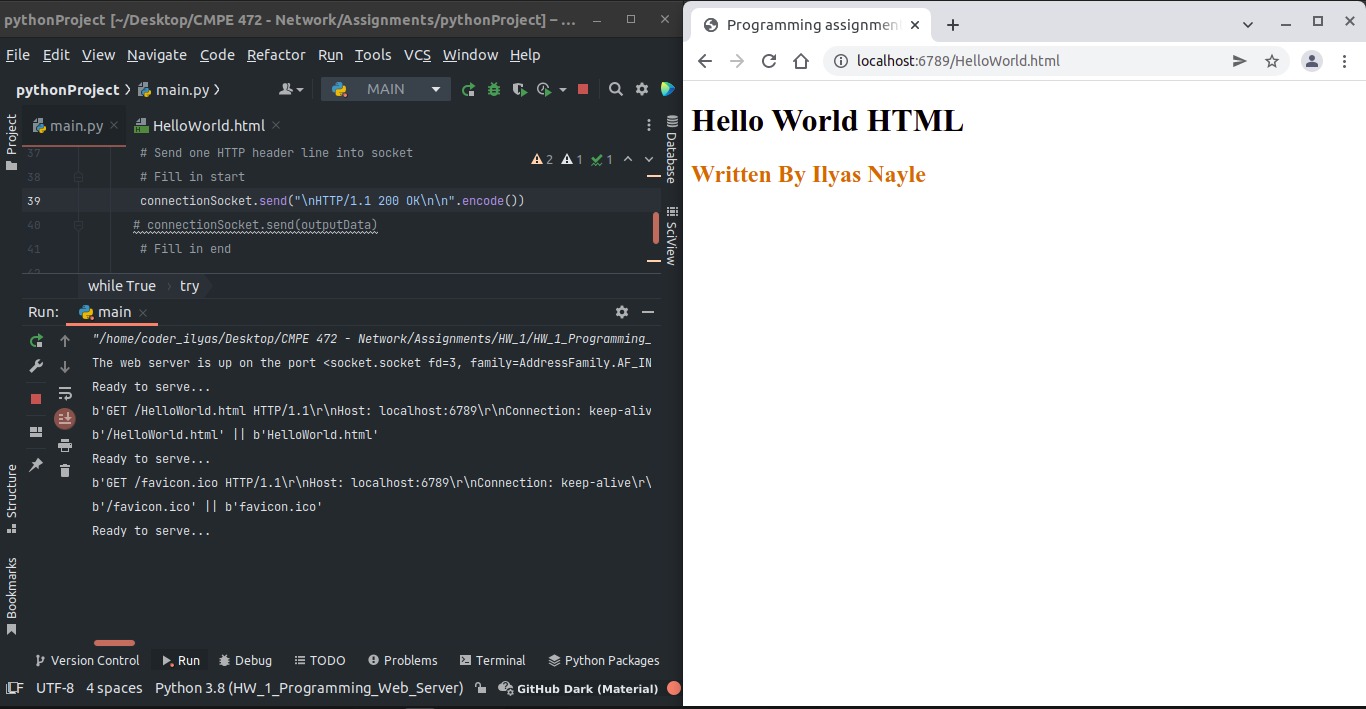 pythonProject [~/Desktop/CMPE 472 - Network/Assignments/pythonProject] – ...
File Edit View Navigate Code Refactor Run Tools VCS Window Help
pythonProject main.py MAIN
Project
main.py HelloWorld.html
37 # Send one HTTP header line into socket
2 1 1
38 # Fill in start
39 connectionSocket.send("\nHTTP/1.1 200 OK\n\n".encode())
40 # connectionSocket.send(outputData)
41 # Fill in end
Database
SciView
while True try
Run: main
"/home/coder_ilyas/Desktop/CMPE 472 - Network/Assignments/HW_1/HW_1_Programming_
The web server is up on the port <socket.socket fd=3, family=AddressFamily.AF_IN
Ready to serve...
b'GET /HelloWorld.html HTTP/1.1\r\nHost: localhost:6789\r\nConnection: keep-aliv
b'/HelloWorld.html' || b'HelloWorld.html'
Ready to serve...
b'GET /favicon.ico HTTP/1.1\r\nHost: localhost:6789\r\nConnection: keep-alive\r\
b'/favicon.ico' || b'favicon.ico'
Ready to serve...
Structure
Bookmarks
Version Control Run Debug TODO Problems Terminal Python Packages
LF UTF-8 4 spaces Python 3.8 (HW_1_Programming_Web_Server) GitHub Dark (Material)
Programming assignmen
localhost:6789/HelloWorld.html
Hello World HTML
Written By Ilyas Nayle